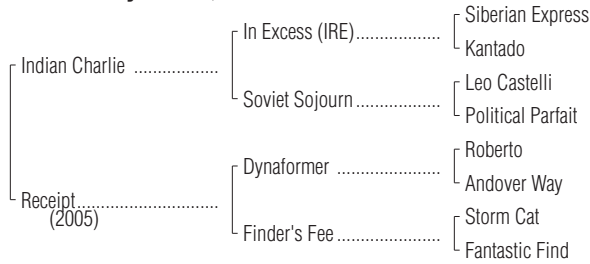 Siberian Express
In Excess (IRE)..................
Kantado
Indian Charlie ..................
Leo Castelli
Soviet Sojourn..................
Political Parfait
Roberto
Dynaformer ..................
Andover Way
Receipt..............................
(2005)
Storm Cat
Finder's Fee......................
Fantastic Find